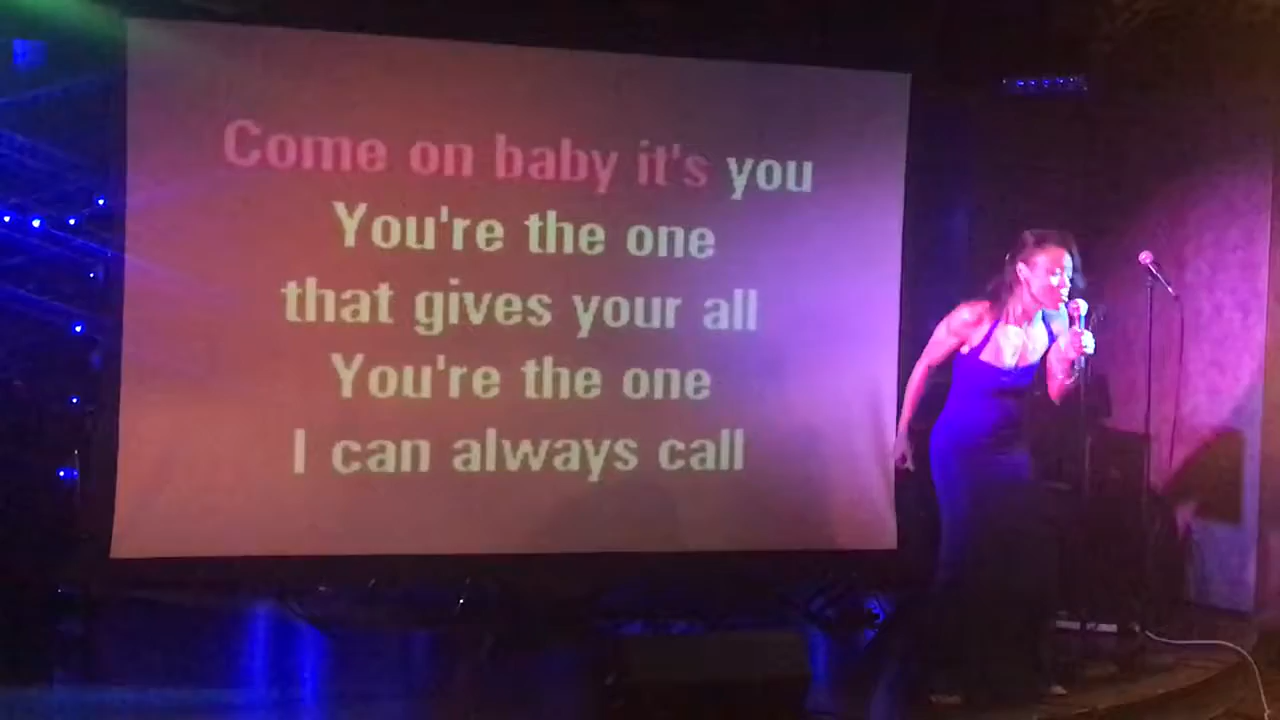 Come on baby it's you
You're the one
that gives your all
You're the one
I can always call